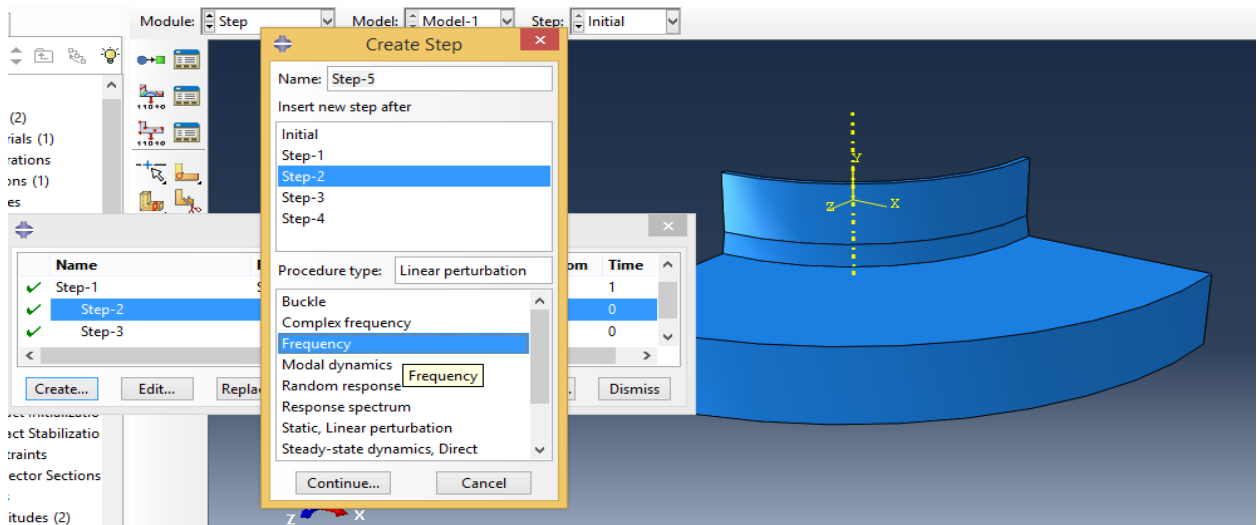 Module: Step Model: Model-1 Step: Initial
Create Step
Name: Step-5
Insert new step after
Initial
Step-1
Step-2
Step-3
Step-4
Procedure type: Linear perturbation
Buckle
Complex frequency
Frequency
Modal dynamics
Frequency
Random response
Response spectrum
Static, Linear perturbation
Steady-state dynamics, Direct
Continue... Cancel
(2)
rials (1)
rations
ons (1)
es
Name Time
Step-1 1
Step-2 0
Step-3 0
Create... Edit... Repla Dismiss
act Stabilizatio
traints
ector Sections
itudes (2)
Y
Z X
Z X